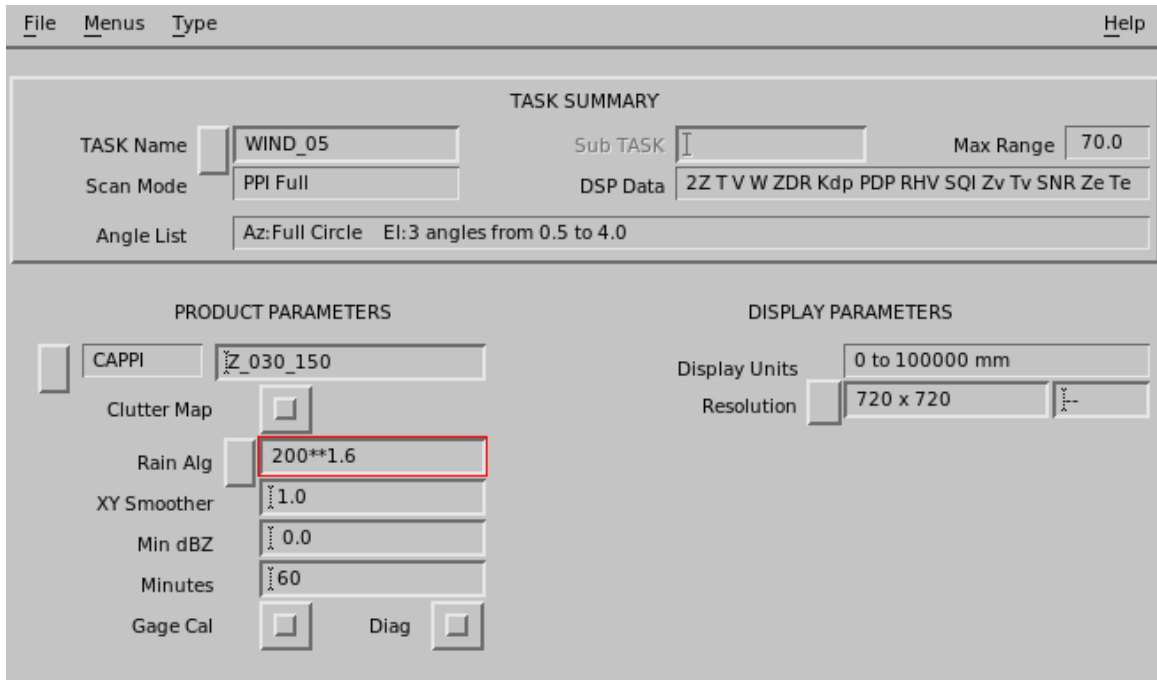 File Menus Type Help
TASK SUMMARY
TASK Name WIND_05 Sub TASK Max Range 70.0
Scan Mode PPI Full DSP Data 2Z T V W ZDR Kdp PDP RHV SQI Zv Tv SNR Ze Te
Angle List Az:Full Circle El:3 angles from 0.5 to 4.0
PRODUCT PARAMETERS DISPLAY PARAMETERS
CAPPI Z_030_150 Display Units 0 to 100000 mm
Clutter Map Resolution 720 x 720 --
Rain Alg 200**1.6
XY Smoother 1.0
Min dBZ 0.0
Minutes 60
Gage Cal Diag